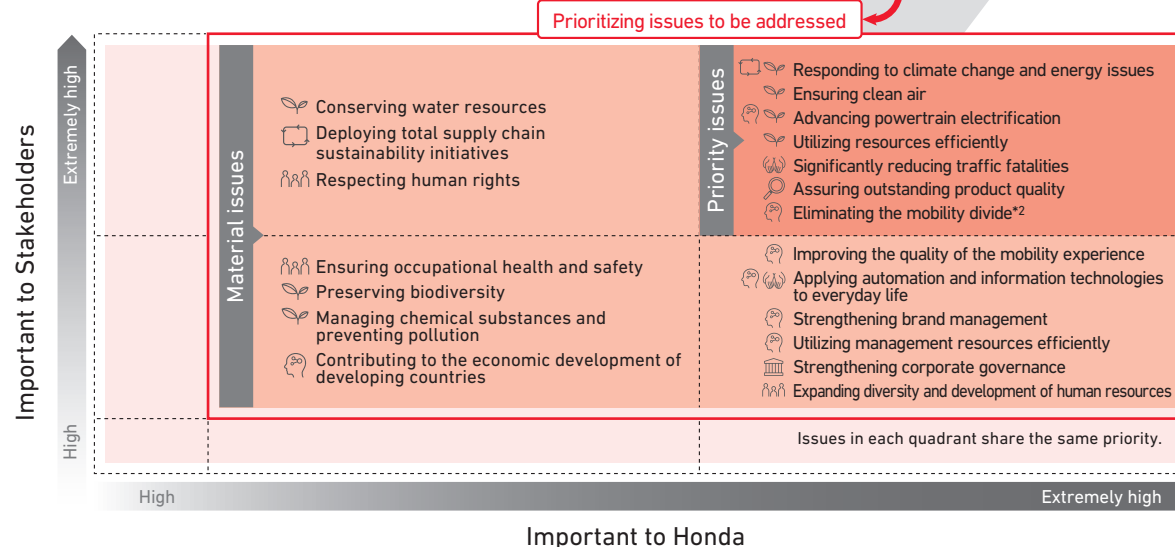 Prioritizing issues to be addressed
Important to Stakeholders
Extremely high
High
Material issues
Conserving water resources
Deploying total supply chain
sustainability initiatives
Respecting human rights
Priority issues
Responding to climate change and energy issues
Ensuring clean air
Advancing powertrain electrification
Utilizing resources efficiently
Significantly reducing traffic fatalities
Assuring outstanding product quality
Eliminating the mobility divide*2
Ensuring occupational health and safety
Preserving biodiversity
Managing chemical substances and
preventing pollution
Contributing to the economic development of
developing countries
Improving the quality of the mobility experience
Applying automation and information technologies
to everyday life
Strengthening brand management
Utilizing management resources efficiently
Strengthening corporate governance
Expanding diversity and development of human resources
Issues in each quadrant share the same priority.
High
Extremely high
Important to Honda